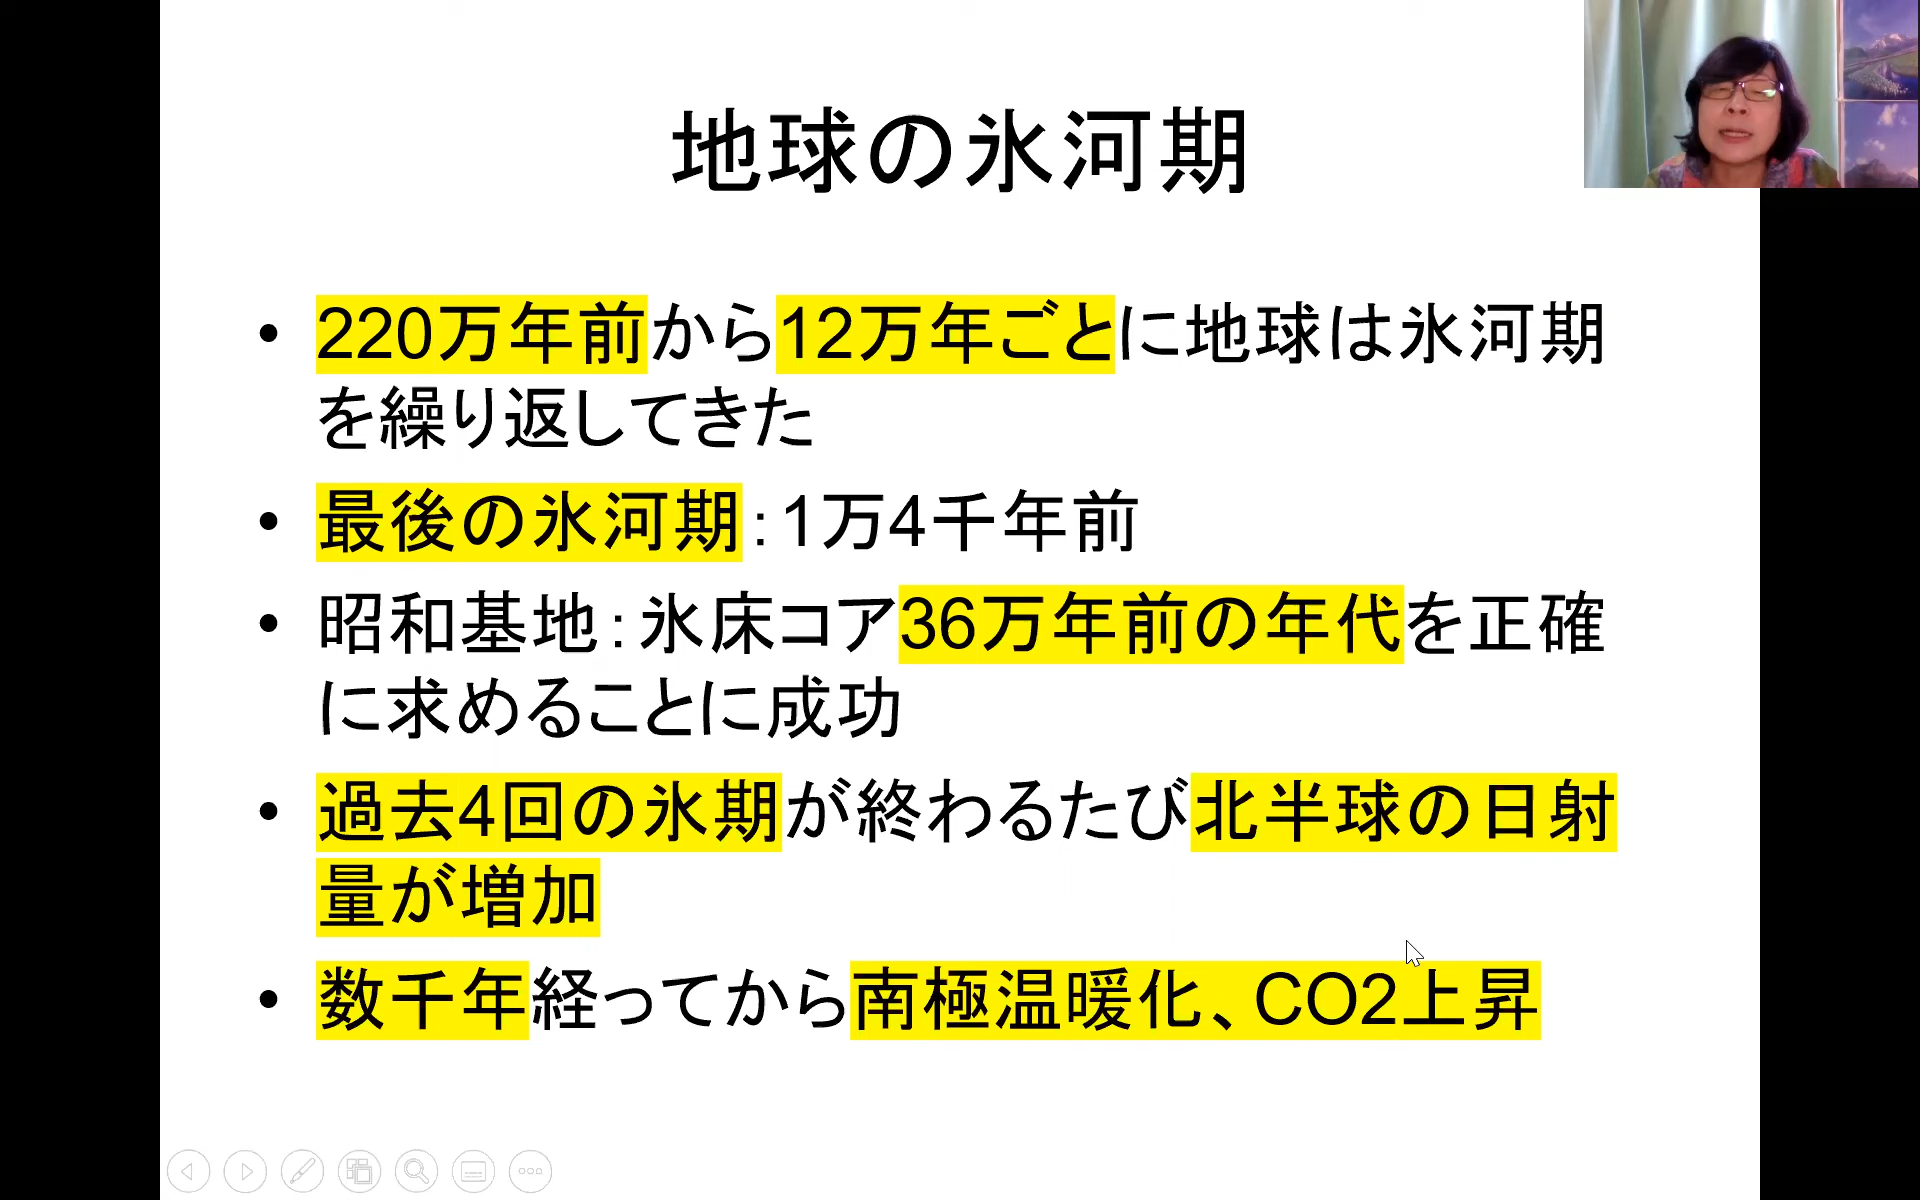 地球の氷河期
• 220万年前から12万年ごとに地球は氷河期
を繰り返してきた
• 最後の氷河期：1万4千年前
• 昭和基地：氷床コア36万年前の年代を正確
に求めることに成功
• 過去4回の氷期が終わるたび北半球の日射
量が増加
• 数千年経ってから南極温暖化、CO2上昇